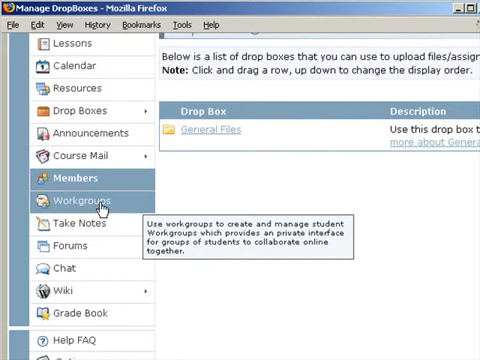 Manage DropBoxes - Mozilla Firefox
File Edit View History Bookmarks Tools Help
Lessons
Calendar
Resources
Drop Boxes
Announcements
Course Mail
Members
Workgroups
Take Notes
Forums
Chat
Wiki
Grade Book
Help FAQ
Below is a list of drop boxes that you can use to upload files/assig
Note: Click and drag a row, up down to change the display order.
Drop Box Description
General Files Use this drop box t
more about Genera
Use workgroups to create and manage student
Workgroups which provides an private interface
for groups of students to collaborate online
together.